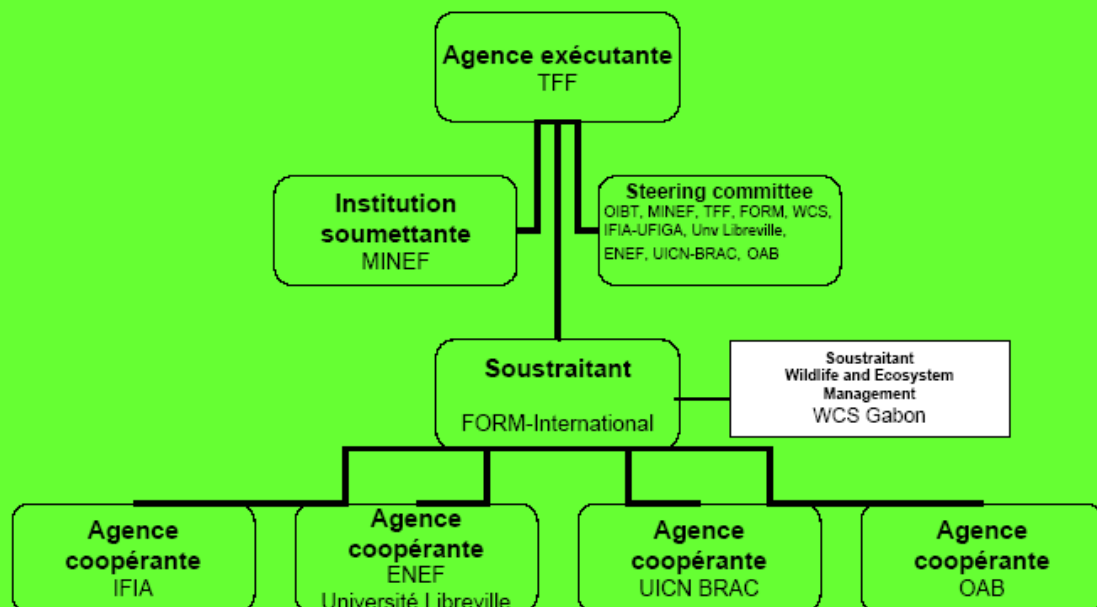 Agence exécutante
TFF
Institution
soumettante
MINEF
Steering committee
OIBT, MINEF, TFF, FORM, WCS,
IFIA-UFIGA, Unv Libreville,
ENEF, UICN-BRAC, OAB
Soustraitant
FORM-International
Soustraitant
Wildlife and Ecosystem
Management
WCS Gabon
Agence
coopérante
IFIA
Agence
coopérante
ENEF
Université Libreville
Agence
coopérante
UICN BRAC
Agence
coopérante
OAB